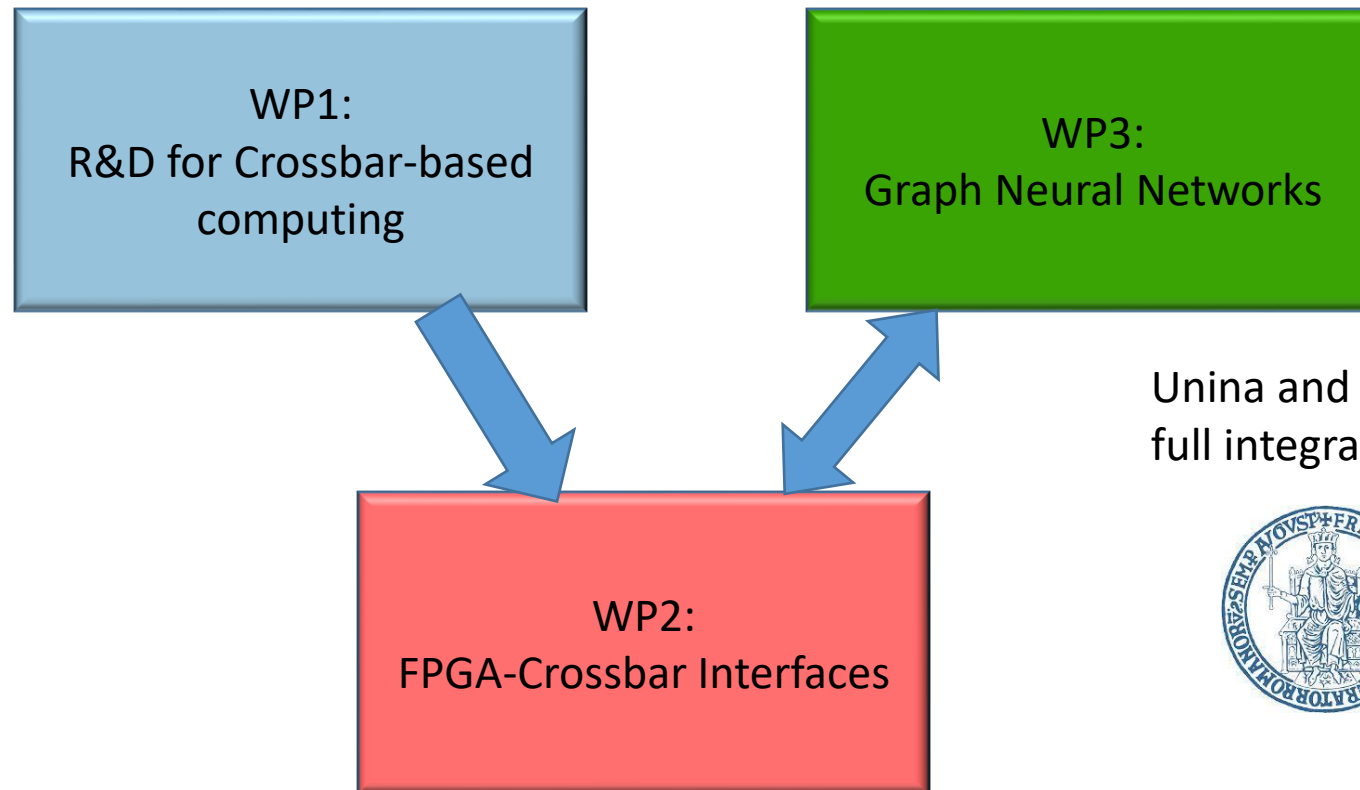 WP1:
R&D for Crossbar-based
computing
WP3:
Graph Neural Networks
Unina and
full integra
WP2:
FPGA-Crossbar Interfaces